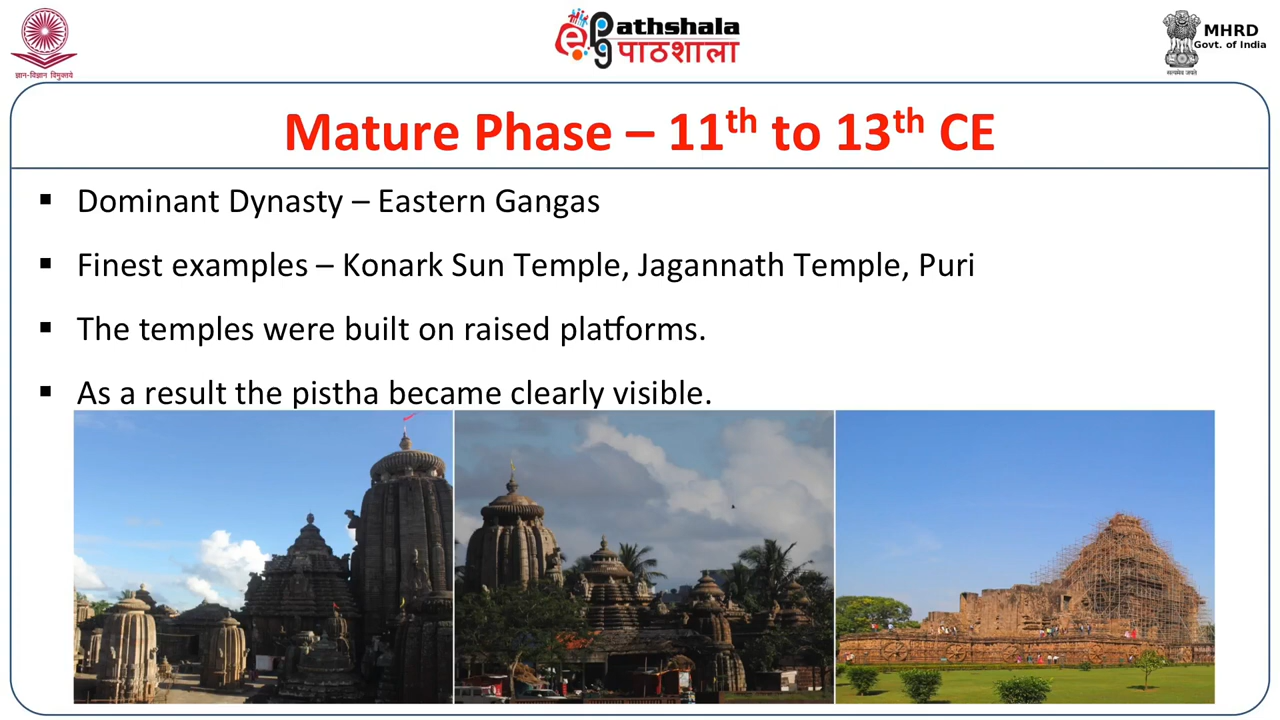 ज्ञान-विज्ञान विमुक्तये
ePathshala
पाठशाला
MHRD
Govt. of India
सत्यमेव जयते
Mature Phase – 11th to 13th CE
▪ Dominant Dynasty – Eastern Gangas
▪ Finest examples – Konark Sun Temple, Jagannath Temple, Puri
▪ The temples were built on raised platforms.
▪ As a result the pistha became clearly visible.